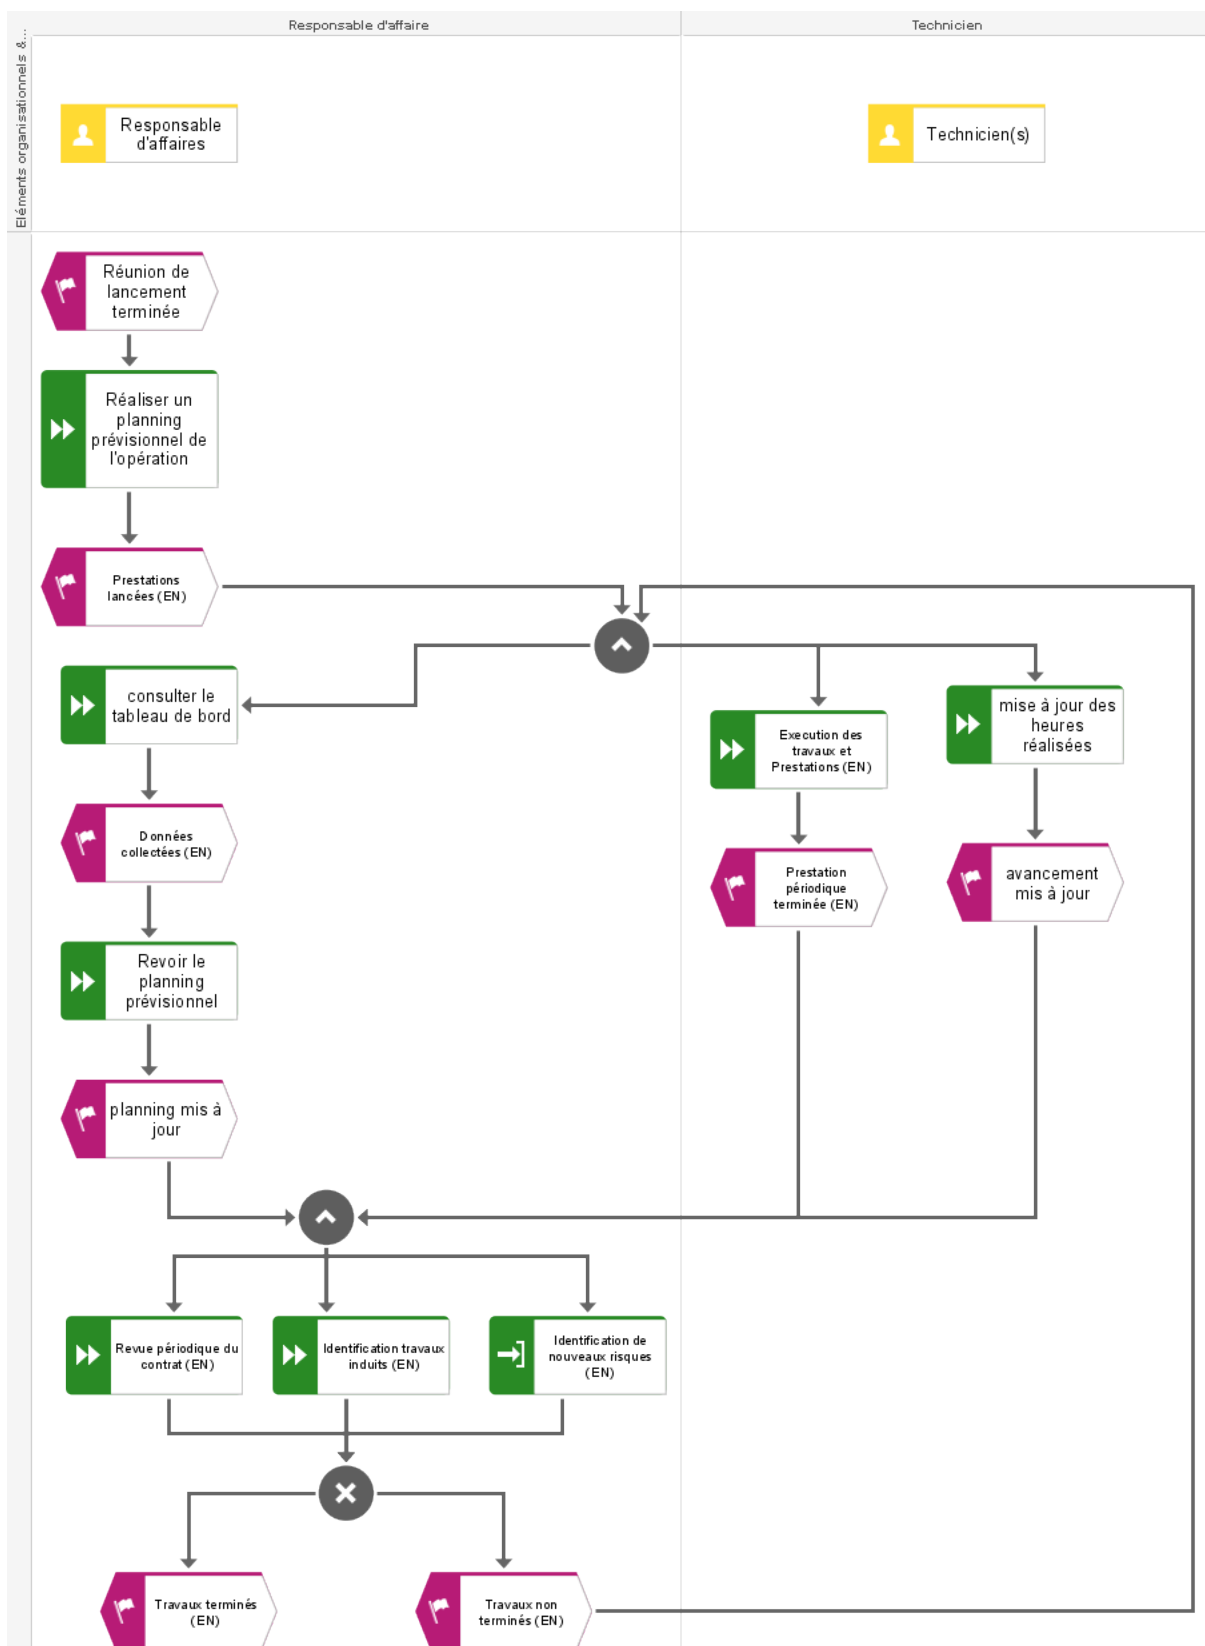 Responsable d'affaire
Technicien
Eléments organisationnels &...
Responsable
d'affaires
Technicien(s)
Réunion de
lancement
terminée
Réaliser un
planning
prévisionnel de
l'opération
Prestations
lancées (EN)
consulter le
tableau de bord
Execution des
travaux et
Prestations (EN)
mise à jour des
heures
réalisées
Données
collectées (EN)
Prestation
périodique
terminée (EN)
avancement
mis à jour
Revoir le
planning
prévisionnel
planning mis à
jour
Revue périodique du
contrat (EN)
Identification travaux
induits (EN)
Identification de
nouveaux risques
(EN)
Travaux terminés
(EN)
Travaux non
terminés (EN)